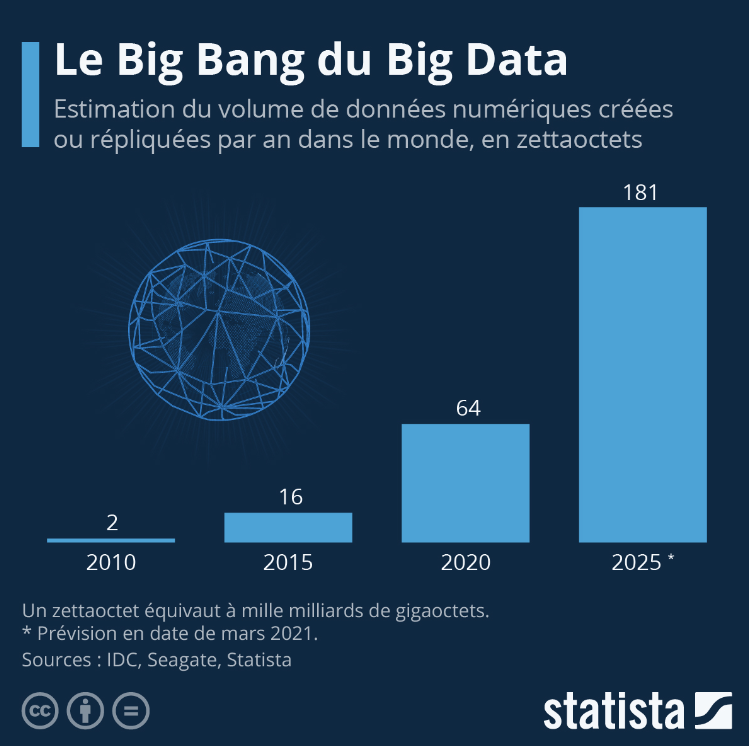 Le Big Bang du Big Data
Estimation du volume de données numériques créées
ou répliquées par an dans le monde, en zettaoctets
181
64
16
2
2010
2015
2020
2025 *
Un zettaoctet équivaut à mille milliards de gigaoctets.
* Prévision en date de mars 2021.
Sources : IDC, Seagate, Statista
cc
=
statista